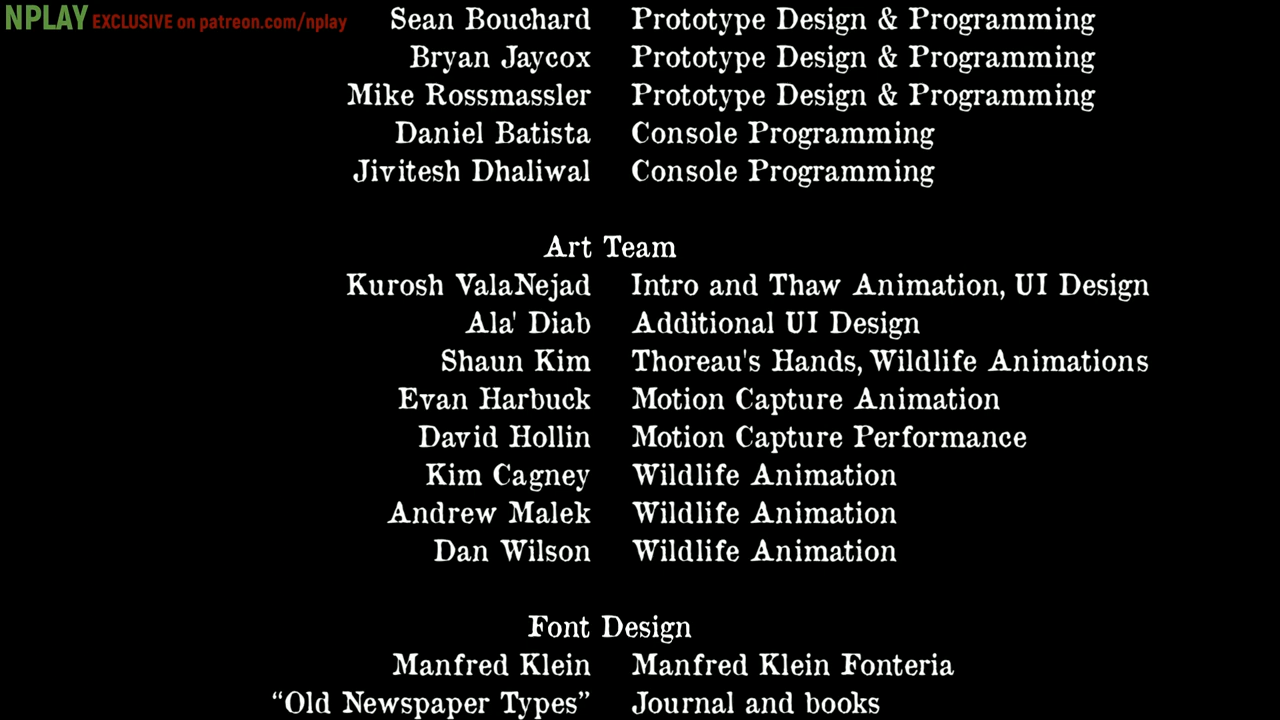 NPLAY EXCLUSIVE on patreon.com/nplay
Sean Bouchard Prototype Design & Programming
Bryan Jaycox Prototype Design & Programming
Mike Rossmassler Prototype Design & Programming
Daniel Batista Console Programming
Jivitesh Dhaliwal Console Programming
Art Team
Kurosh ValaNejad Intro and Thaw Animation, UI Design
Ala' Diab Additional UI Design
Shaun Kim Thoreau's Hands, Wildlife Animations
Evan Harbuck Motion Capture Animation
David Hollin Motion Capture Performance
Kim Cagney Wildlife Animation
Andrew Malek Wildlife Animation
Dan Wilson Wildlife Animation
Font Design
Manfred Klein Manfred Klein Fonteria
“Old Newspaper Types” Journal and books